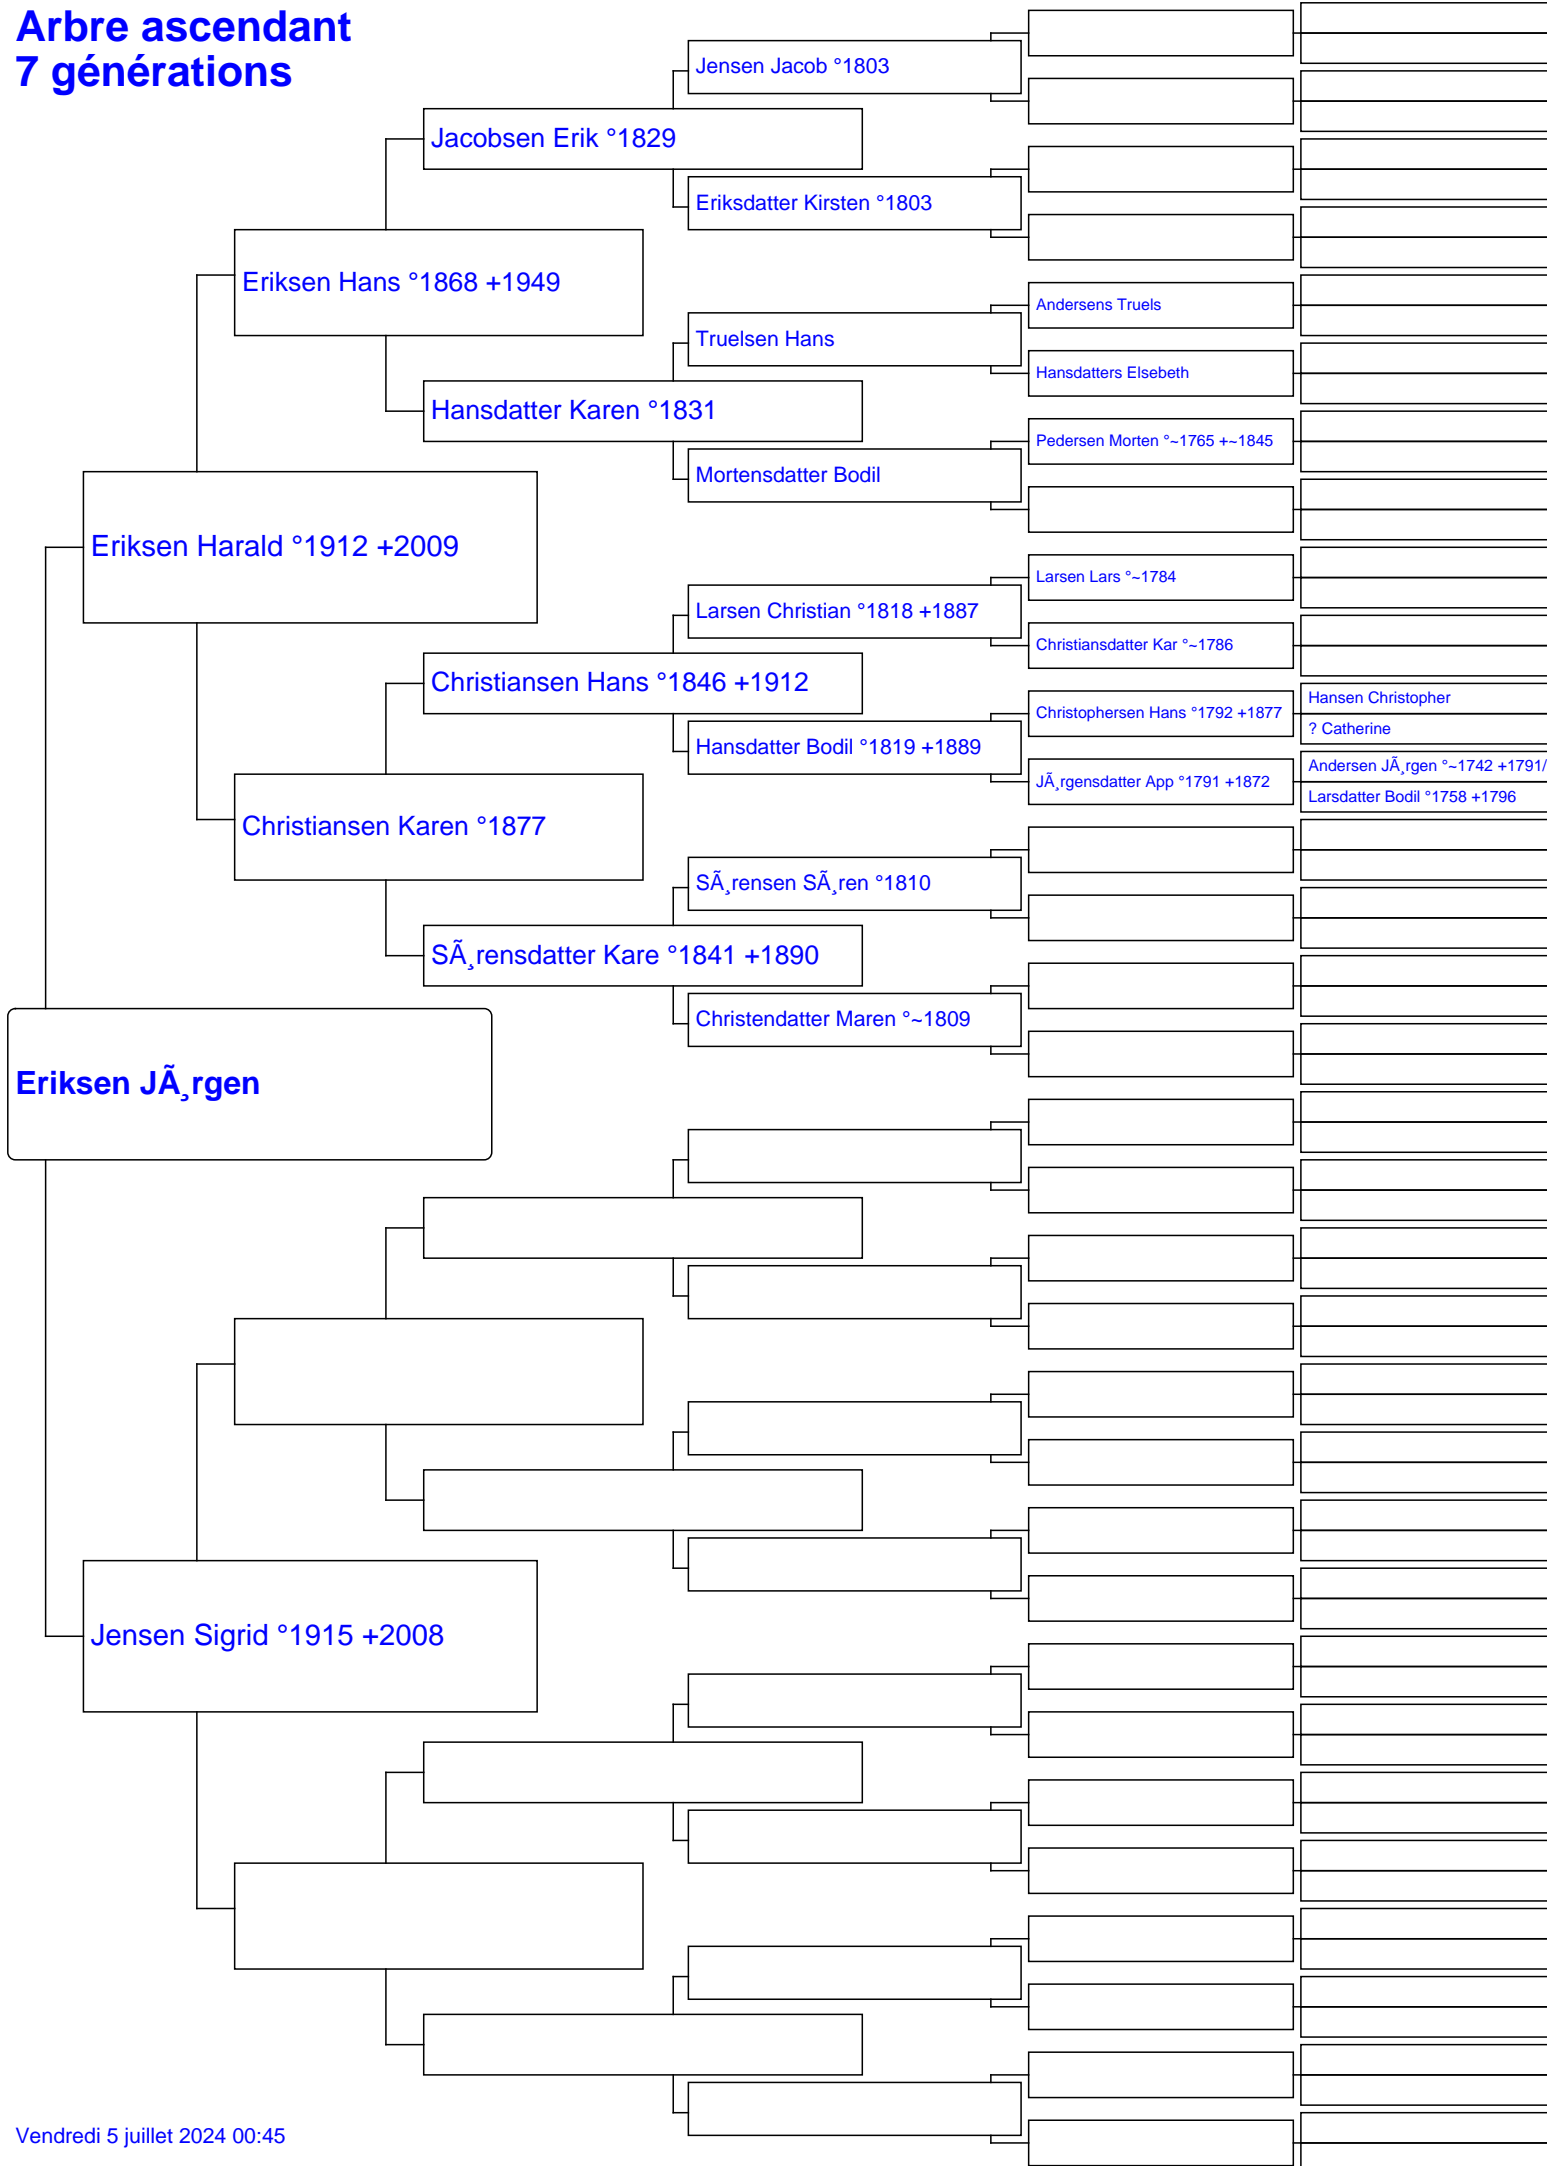 Arbre ascendant
7 générations
Jensen Jacob °1803
Jacobsen Erik °1829
Eriksdatter Kirsten °1803
Eriksen Hans °1868 +1949
Andersens Truels
Truelsen Hans
Hansdatters Elsebeth
Hansdatter Karen °1831
Pedersen Morten °~1765 +~1845
Mortensdatter Bodil
Eriksen Harald °1912 +2009
Larsen Lars °~1784
Larsen Christian °1818 +1887
Christiansdatter Kar °~1786
Christiansen Hans °1846 +1912
Hansen Christopher
Christophersen Hans °1792 +1877
? Catherine
Hansdatter Bodil °1819 +1889
Andersen JÃ¸rgen °~1742 +1791/
JÃ¸rgensdatter App °1791 +1872
Larsdatter Bodil °1758 +1796
Christiansen Karen °1877
SÃ¸rensen SÃ¸ren °1810
SÃ¸rensdatter Kare °1841 +1890
Christendatter Maren °~1809
Eriksen JÃ¸rgen
Jensen Sigrid °1915 +2008
Vendredi 5 juillet 2024 00:45